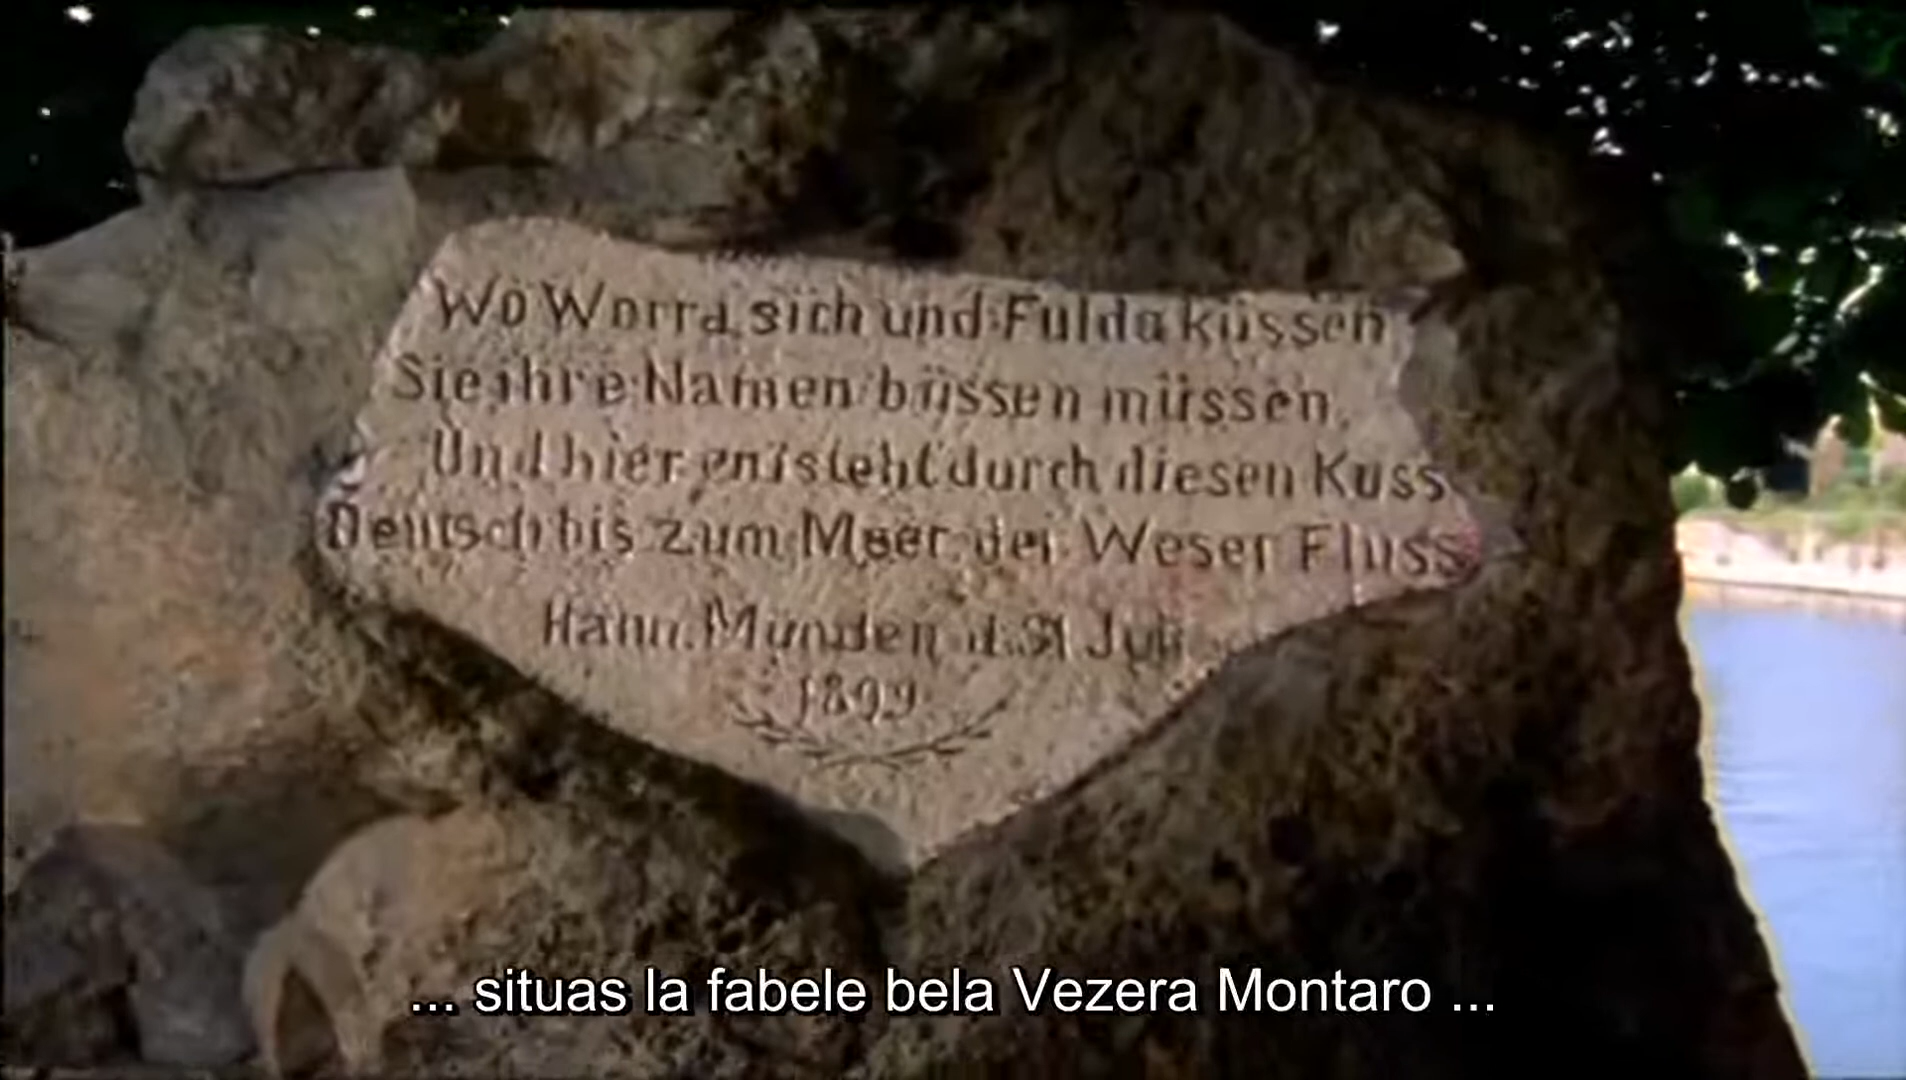 Wo Werra sich und Fulda küssen
Sie ihre Namen büssen müssen,
Und hier entsteht durch diesen Kuss
Deutsch bis zum Meer der Weser Fluss
Hann. Münden d. 31 Juli
1899
... situas la fabele bela Vezera Montaro ...